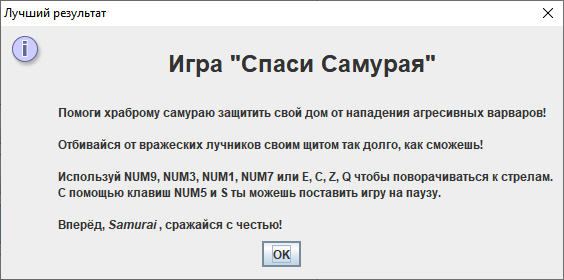 Лучший результат
Игра "Спаси Самурая"
Помоги храброму самураю защитить свой дом от нападения агресивных варваров!
Отбивайся от вражеских лучников своим щитом так долго, как сможешь!
Используй NUM9, NUM3, NUM1, NUM7 или E, C, Z, Q чтобы поворачиваться к стрелам.
С помощью клавиш NUM5 и S ты можешь поставить игру на паузу.
Вперёд, Samurai , сражайся с честью!
OK